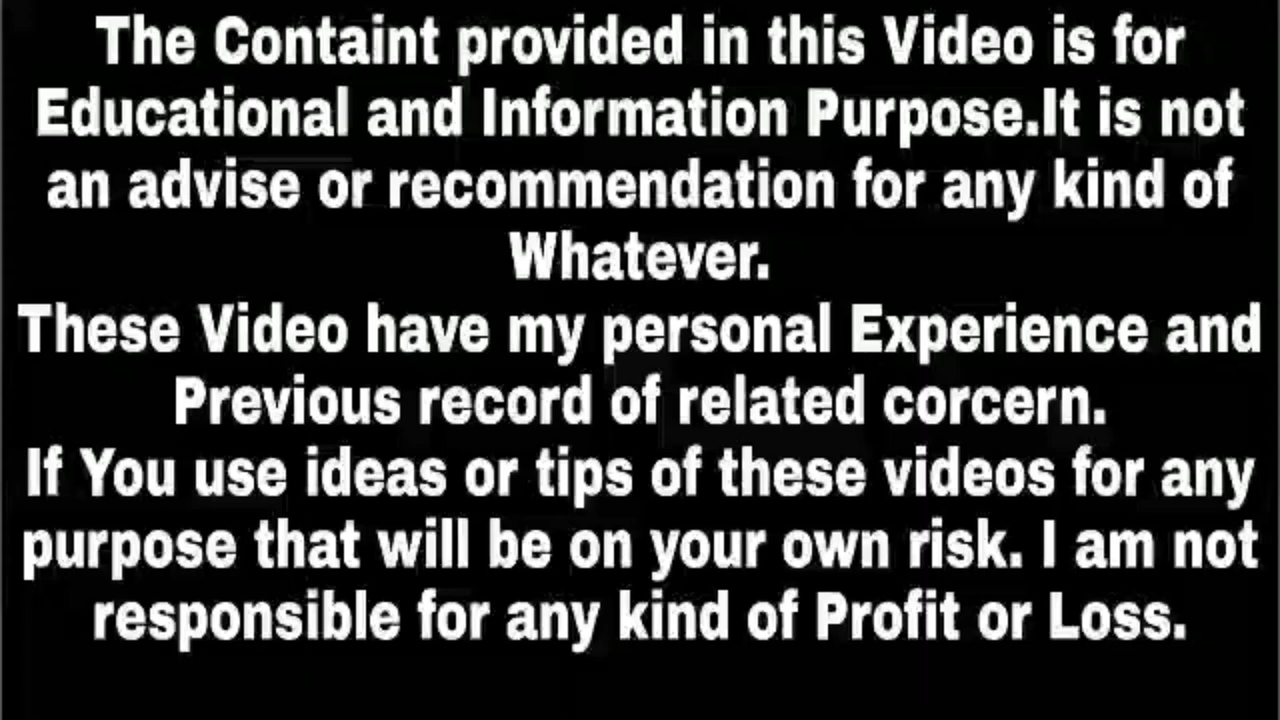 The Containt provided in this Video is for
Educational and Information Purpose.It is not
an advise or recommendation for any kind of
Whatever.
These Video have my personal Experience and
Previous record of related corcern.
If You use ideas or tips of these videos for any
purpose that will be on your own risk. I am not
responsible for any kind of Profit or Loss.